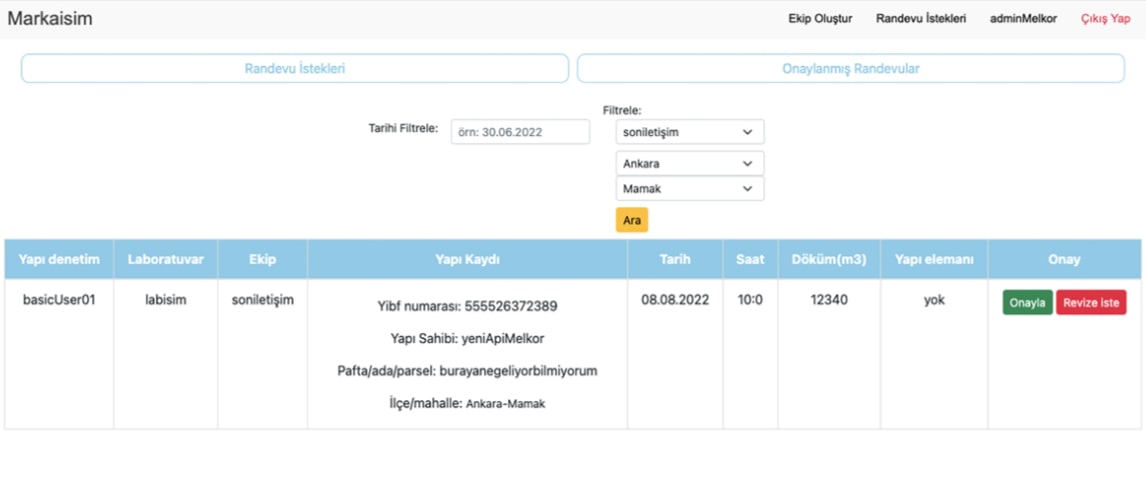 Markaisim
Ekip Oluştur Randevu İstekleri adminMelkor Çıkış Yap
Randevu İstekleri Onaylanmış Randevular
Filtrele:
Tarihi Filtrele: örn: 30.06.2022 soniletişim
Ankara
Mamak
Ara
Yapı denetim Laboratuvar Ekip Yapı Kaydı Tarih Saat Döküm(m3) Yapı elemanı Onay
basicUser01 labisim soniletişim Yibf numarası: 555526372389 08.08.2022 10:0 12340 yok Onayla Revize iste
Yapı Sahibi: yeniApiMelkor
Pafta/ada/parsel: burayanegeliyorbilmiyorum
İlçe/mahalle: Ankara-Mamak